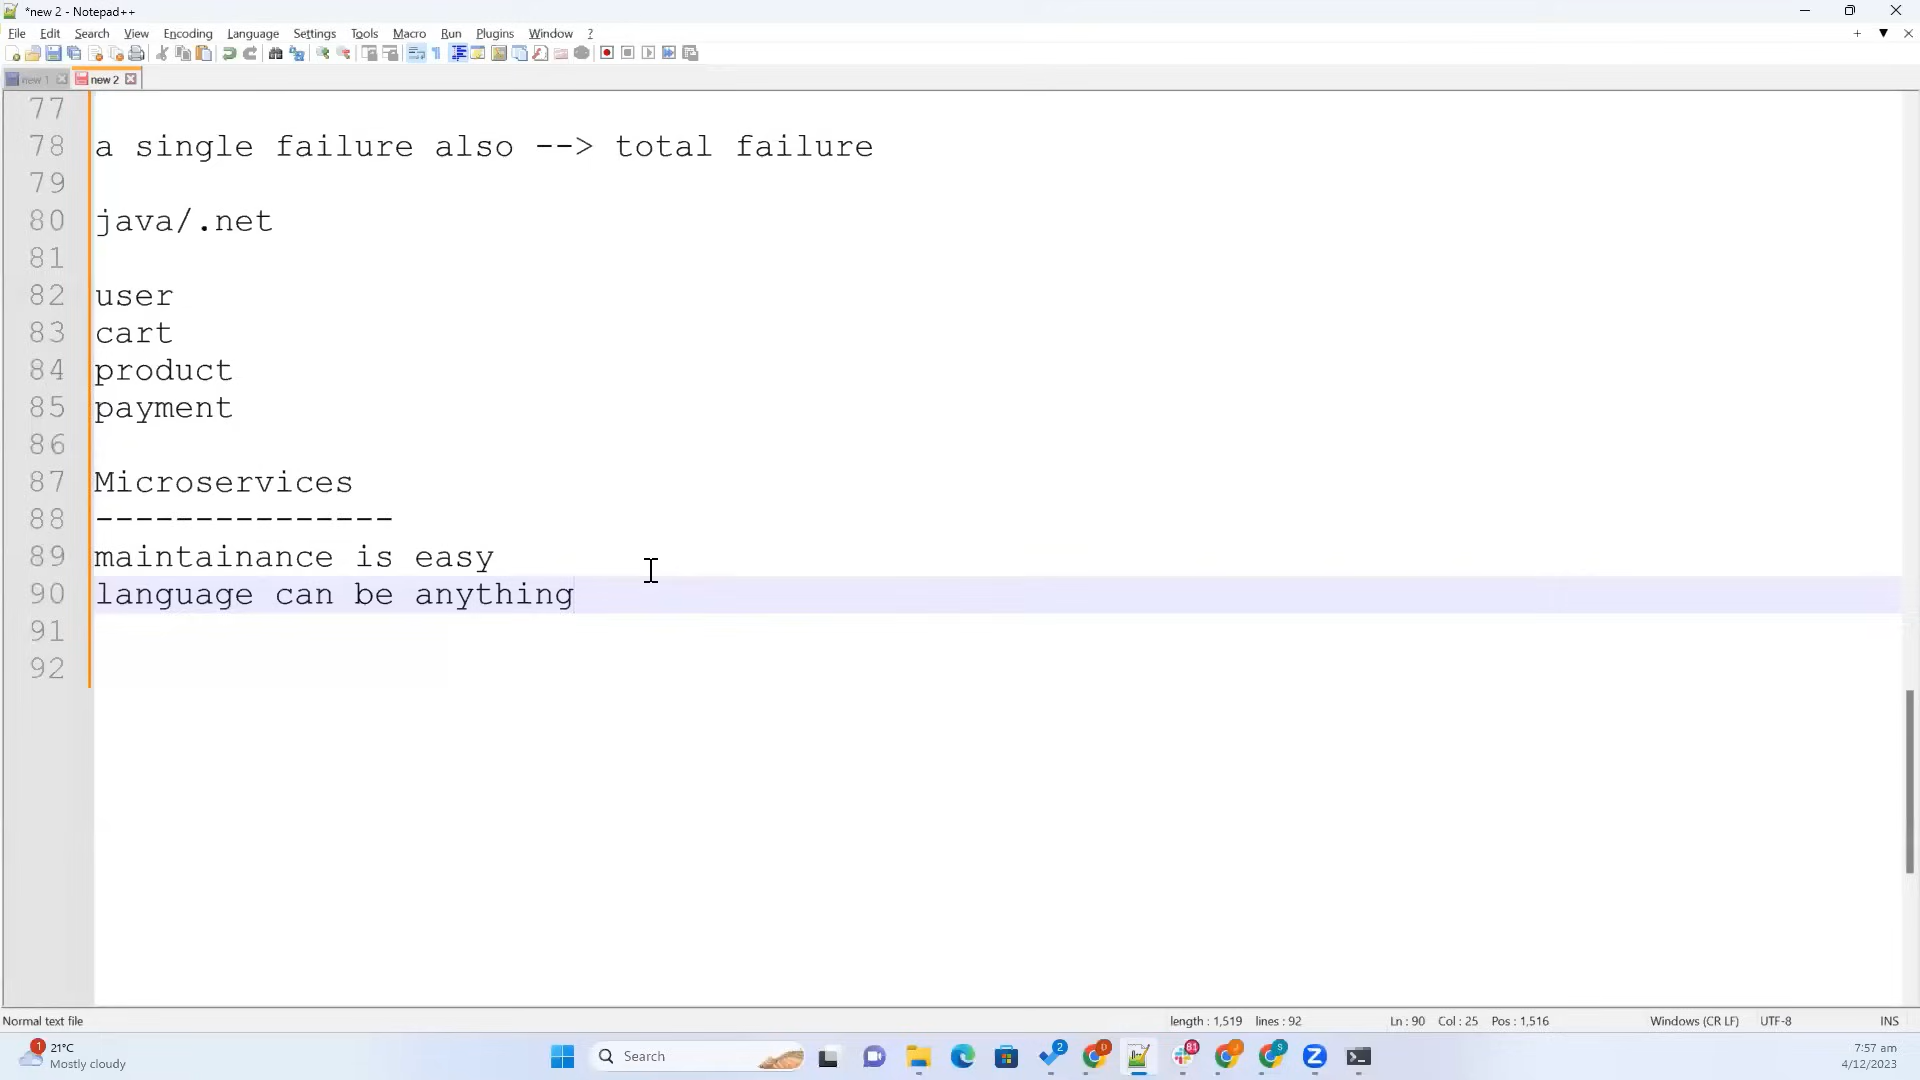 *new 2 - Notepad++
File Edit Search View Encoding Language Settings Tools Macro Run Plugins Window ?
new 1 new 2
77
78 a single failure also --> total failure
79
80 java/.net
81
82 user
83 cart
84 product
85 payment
86
87 Microservices
88 ---------------
89 maintainance is easy
90 language can be anything
91
92
Normal text file length : 1,519 lines : 92 Ln : 90 Col : 25 Pos : 1,516 Windows (CR LF) UTF-8 INS
1 21°C
Mostly cloudy
Search
2 D 81 J S Z
7:57 am
4/12/2023